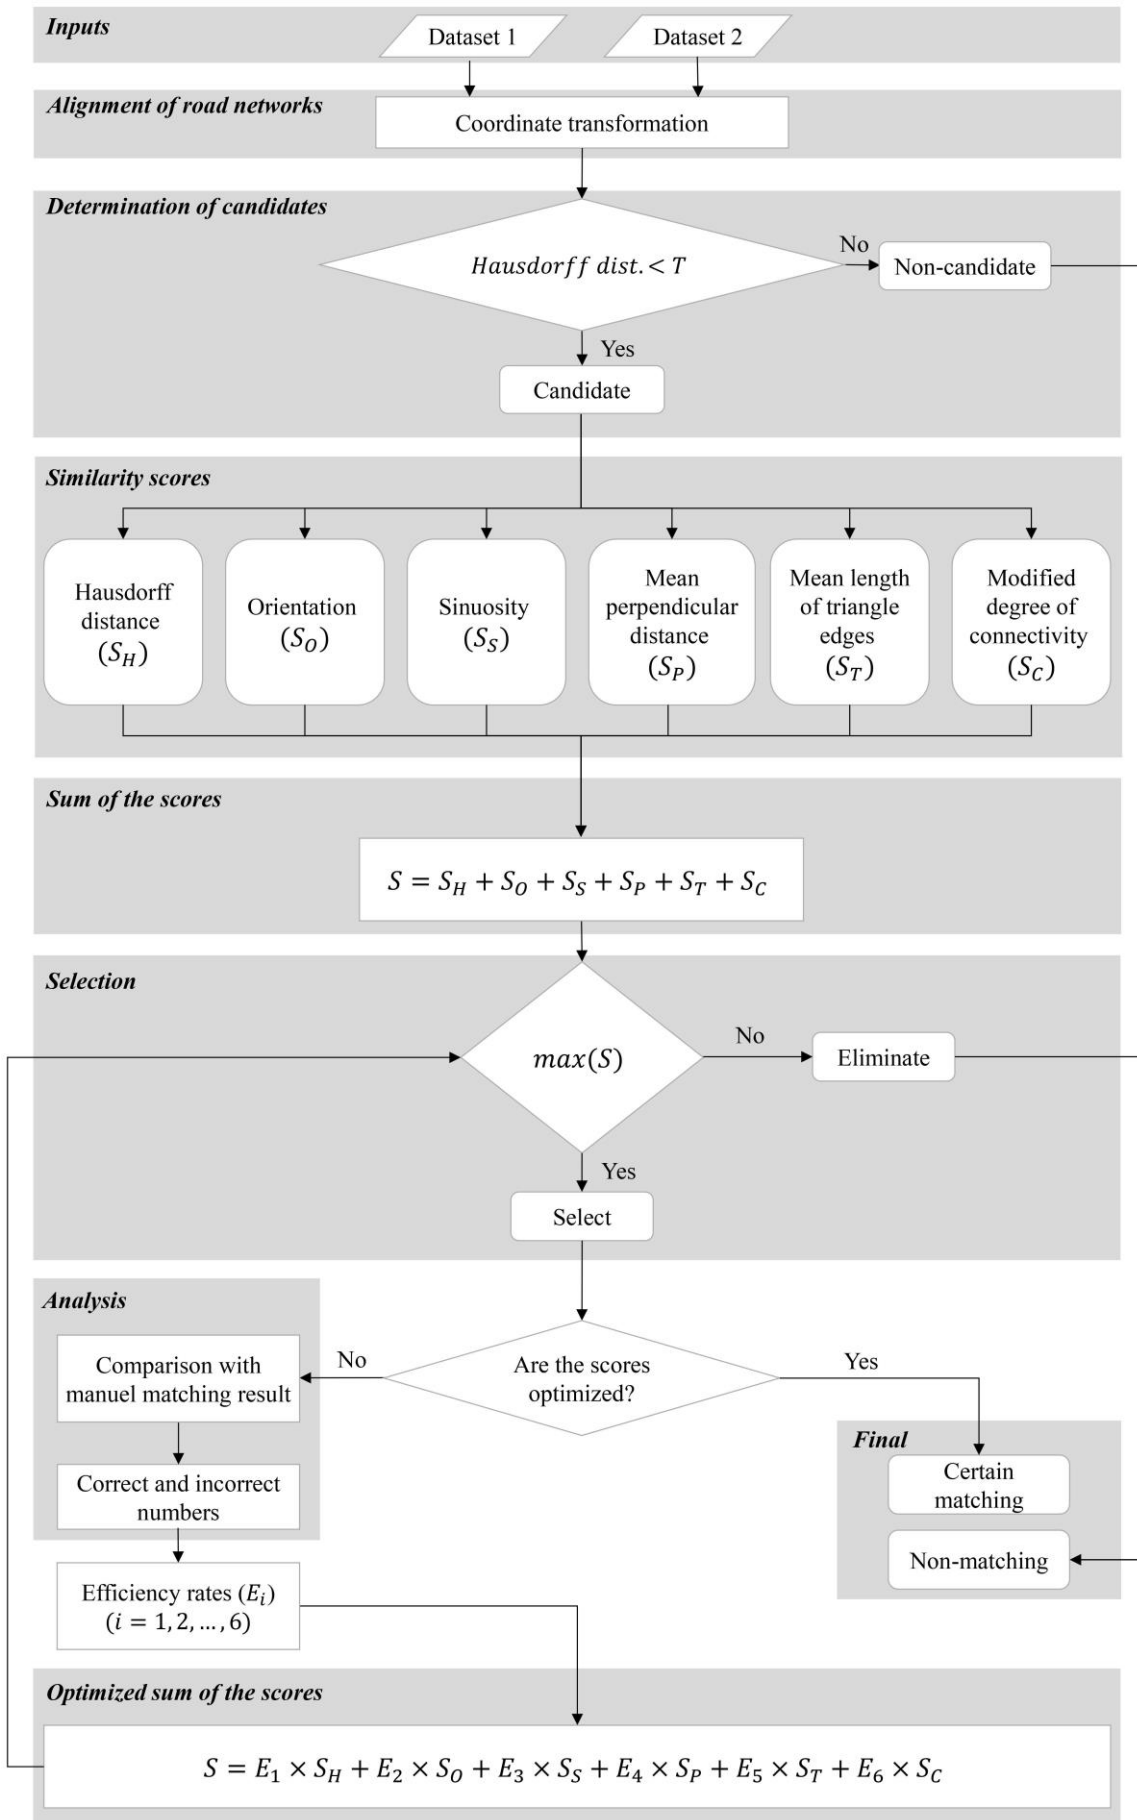 Inputs
Dataset 1
Dataset 2
Alignment of road networks
Coordinate transformation
Determination of candidates
Hausdorff dist. < T
No
Non-candidate
Yes
Candidate
Similarity scores
Hausdorff
distance
(S_H)
Orientation
(S_O)
Sinuosity
(S_S)
Mean
perpendicular
distance
(S_P)
Mean length
of triangle
edges
(S_T)
Modified
degree of
connectivity
(S_C)
Sum of the scores
S = S_H + S_O + S_S + S_P + S_T + S_C
Selection
max(S)
No
Eliminate
Yes
Select
Analysis
Comparison with
manuel matching result
No
Are the scores
optimized?
Yes
Correct and incorrect
numbers
Final
Certain
matching
Non-matching
Efficiency rates (E_i)
(i = 1, 2, …, 6)
Optimized sum of the scores
S = E_1 × S_H + E_2 × S_O + E_3 × S_S + E_4 × S_P + E_5 × S_T + E_6 × S_C